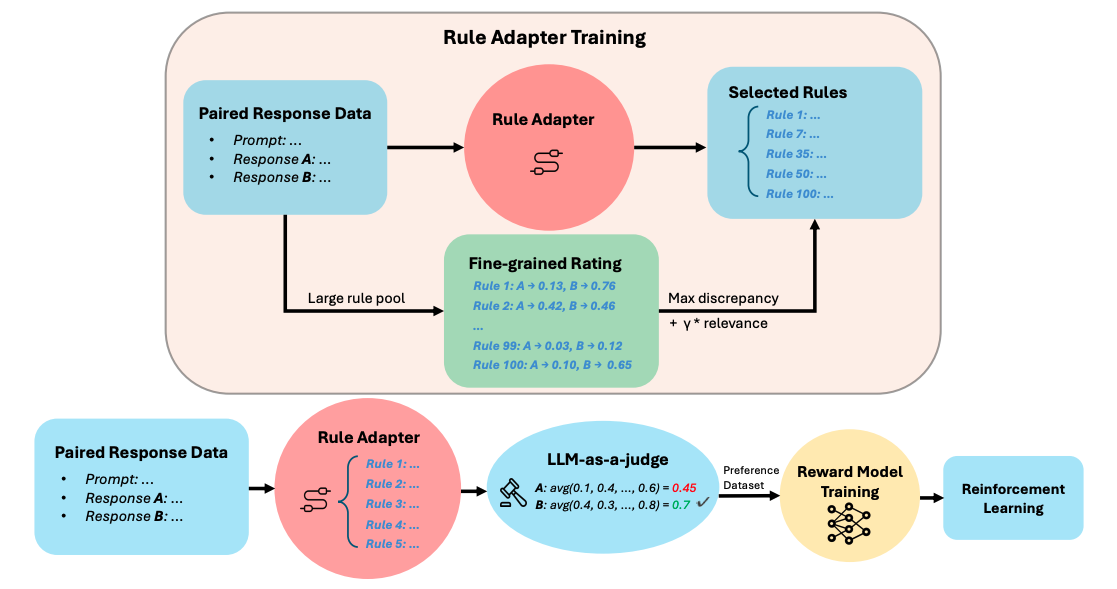 Rule Adapter Training
Paired Response Data
• Prompt: ...
• Response A: ...
• Response B: ...
Rule Adapter
Selected Rules
Rule 1: ...
Rule 7: ...
Rule 35: ...
Rule 50: ...
Rule 100: ...
Large rule pool
Fine-grained Rating
Rule 1: A → 0.13, B → 0.76
Rule 2: A → 0.42, B → 0.46
...
Rule 99: A → 0.03, B → 0.12
Rule 100: A → 0.10, B → 0.65
Max discrepancy
+ γ * relevance
Paired Response Data
• Prompt: ...
• Response A: ...
• Response B: ...
Rule Adapter
Rule 1: ...
Rule 2: ...
Rule 3: ...
Rule 4: ...
Rule 5: ...
LLM-as-a-judge
A: avg(0.1, 0.4, ..., 0.6) = 0.45
B: avg(0.4, 0.3, ..., 0.8) = 0.7 ✓
Preference
Dataset
Reward Model
Training
Reinforcement
Learning